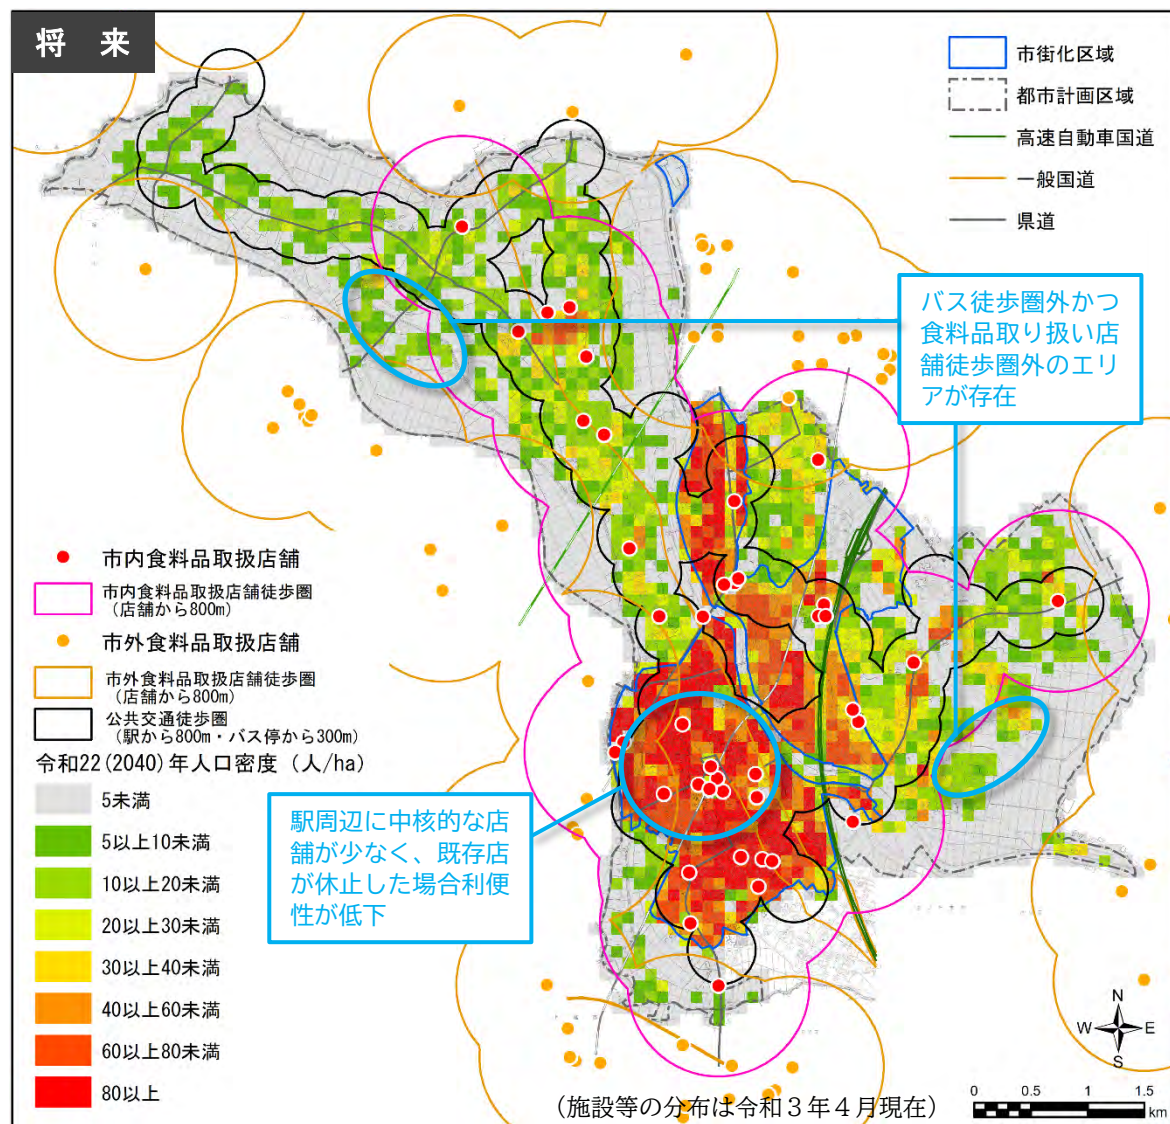 将 来
市街化区域
都市計画区域
高速自動車国道
一般国道
県道
バス徒歩圏外かつ
食料品取り扱い店
舗徒歩圏外のエリ
アが存在
市内食料品取扱店舗
市内食料品取扱店舗徒歩圏
(店舗から800m)
市外食料品取扱店舗
市外食料品取扱店舗徒歩圏
(店舗から800m)
公共交通徒歩圏
(駅から800m・バス停から300m)
令和22(2040)年人口密度 (人/ha)
5未満
5以上10未満
10以上20未満
20以上30未満
30以上40未満
40以上60未満
60以上80未満
80以上
駅周辺に中核的な店
舗が少なく、既存店
が休止した場合利便
性が低下
N
W E
S
0 0.5 1 1.5
km
(施設等の分布は令和３年４月現在)